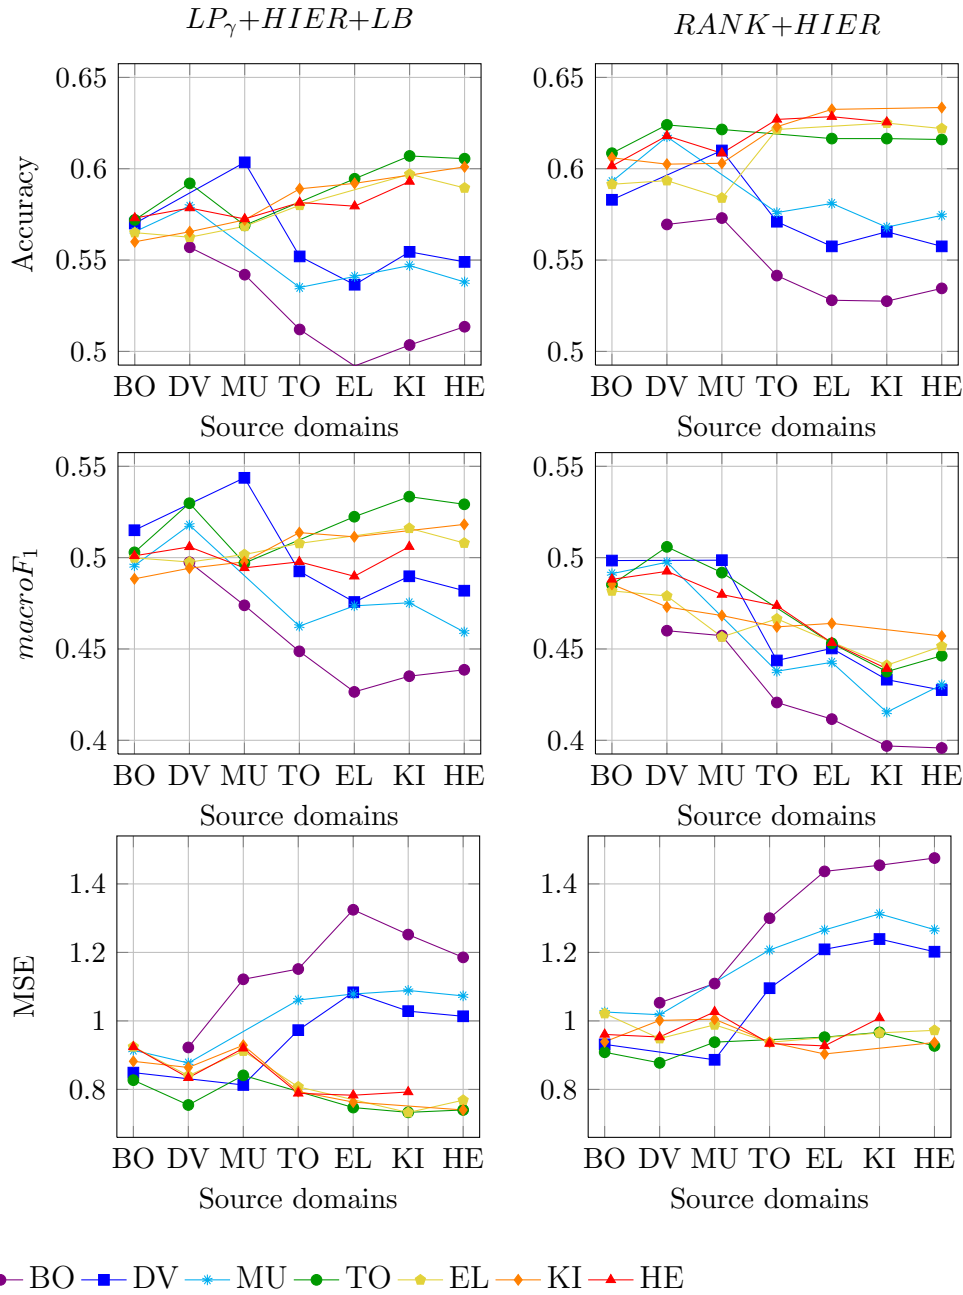 LPγ+HIER+LB RANK+HIER
0.65 0.65
0.6 0.6
0.55 0.55
0.5 0.5
Accuracy
BO DV MU TO EL KI HE BO DV MU TO EL KI HE
Source domains Source domains
0.55 0.55
0.5 0.5
0.45 0.45
0.4 0.4
macroF1
BO DV MU TO EL KI HE BO DV MU TO EL KI HE
Source domains Source domains
1.4 1.4
1.2 1.2
1 1
0.8 0.8
MSE
BO DV MU TO EL KI HE BO DV MU TO EL KI HE
Source domains Source domains
BO DV MU TO EL KI HE